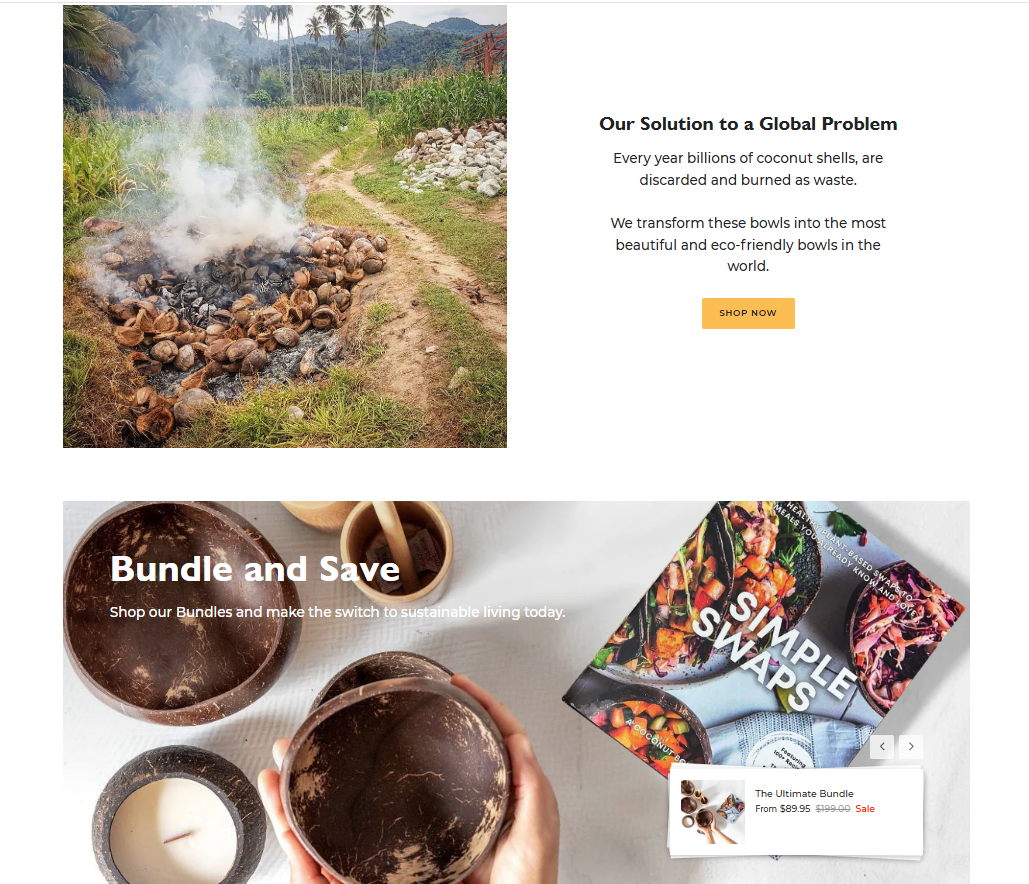 Our Solution to a Global Problem
Every year billions of coconut shells, are
discarded and burned as waste.
We transform these bowls into the most
beautiful and eco-friendly bowls in the
world.
SHOP NOW
Bundle and Save
Shop our Bundles and make the switch to sustainable living today.
HEALTHY PLANT-BASED SWAPS TO
MEALS YOU ALREADY KNOW AND LOVE
SIMPLE
SWAPS
A COCONUT
Featuring
100+
The Ultimate Bundle
From $89.95 $199.00 Sale